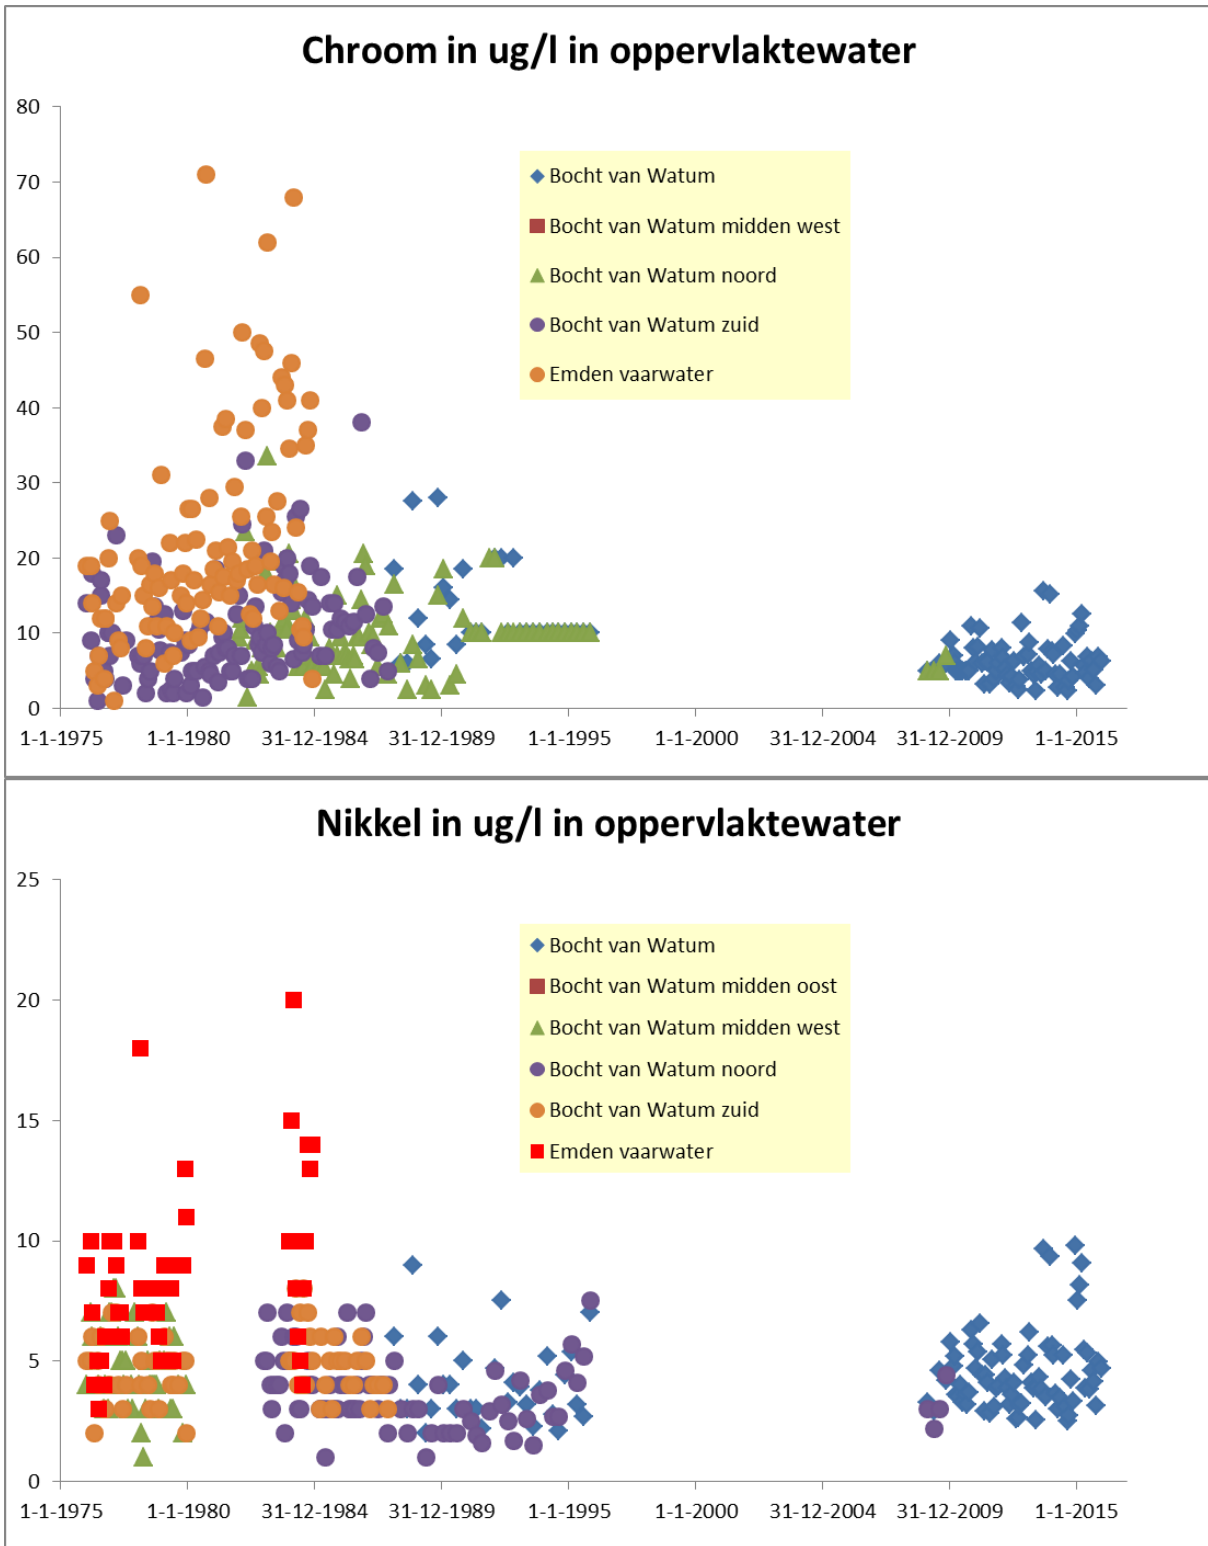 Chroom in ug/l in oppervlaktewater
80
70
60
50
40
30
20
10
0
Bocht van Watum
Bocht van Watum midden west
Bocht van Watum noord
Bocht van Watum zuid
Emden vaarwater
1-1-1975 1-1-1980 31-12-1984 31-12-1989 1-1-1995 1-1-2000 31-12-2004 31-12-2009 1-1-2015
Nikkel in ug/l in oppervlaktewater
25
20
15
10
5
0
Bocht van Watum
Bocht van Watum midden oost
Bocht van Watum midden west
Bocht van Watum noord
Bocht van Watum zuid
Emden vaarwater
1-1-1975 1-1-1980 31-12-1984 31-12-1989 1-1-1995 1-1-2000 31-12-2004 31-12-2009 1-1-2015